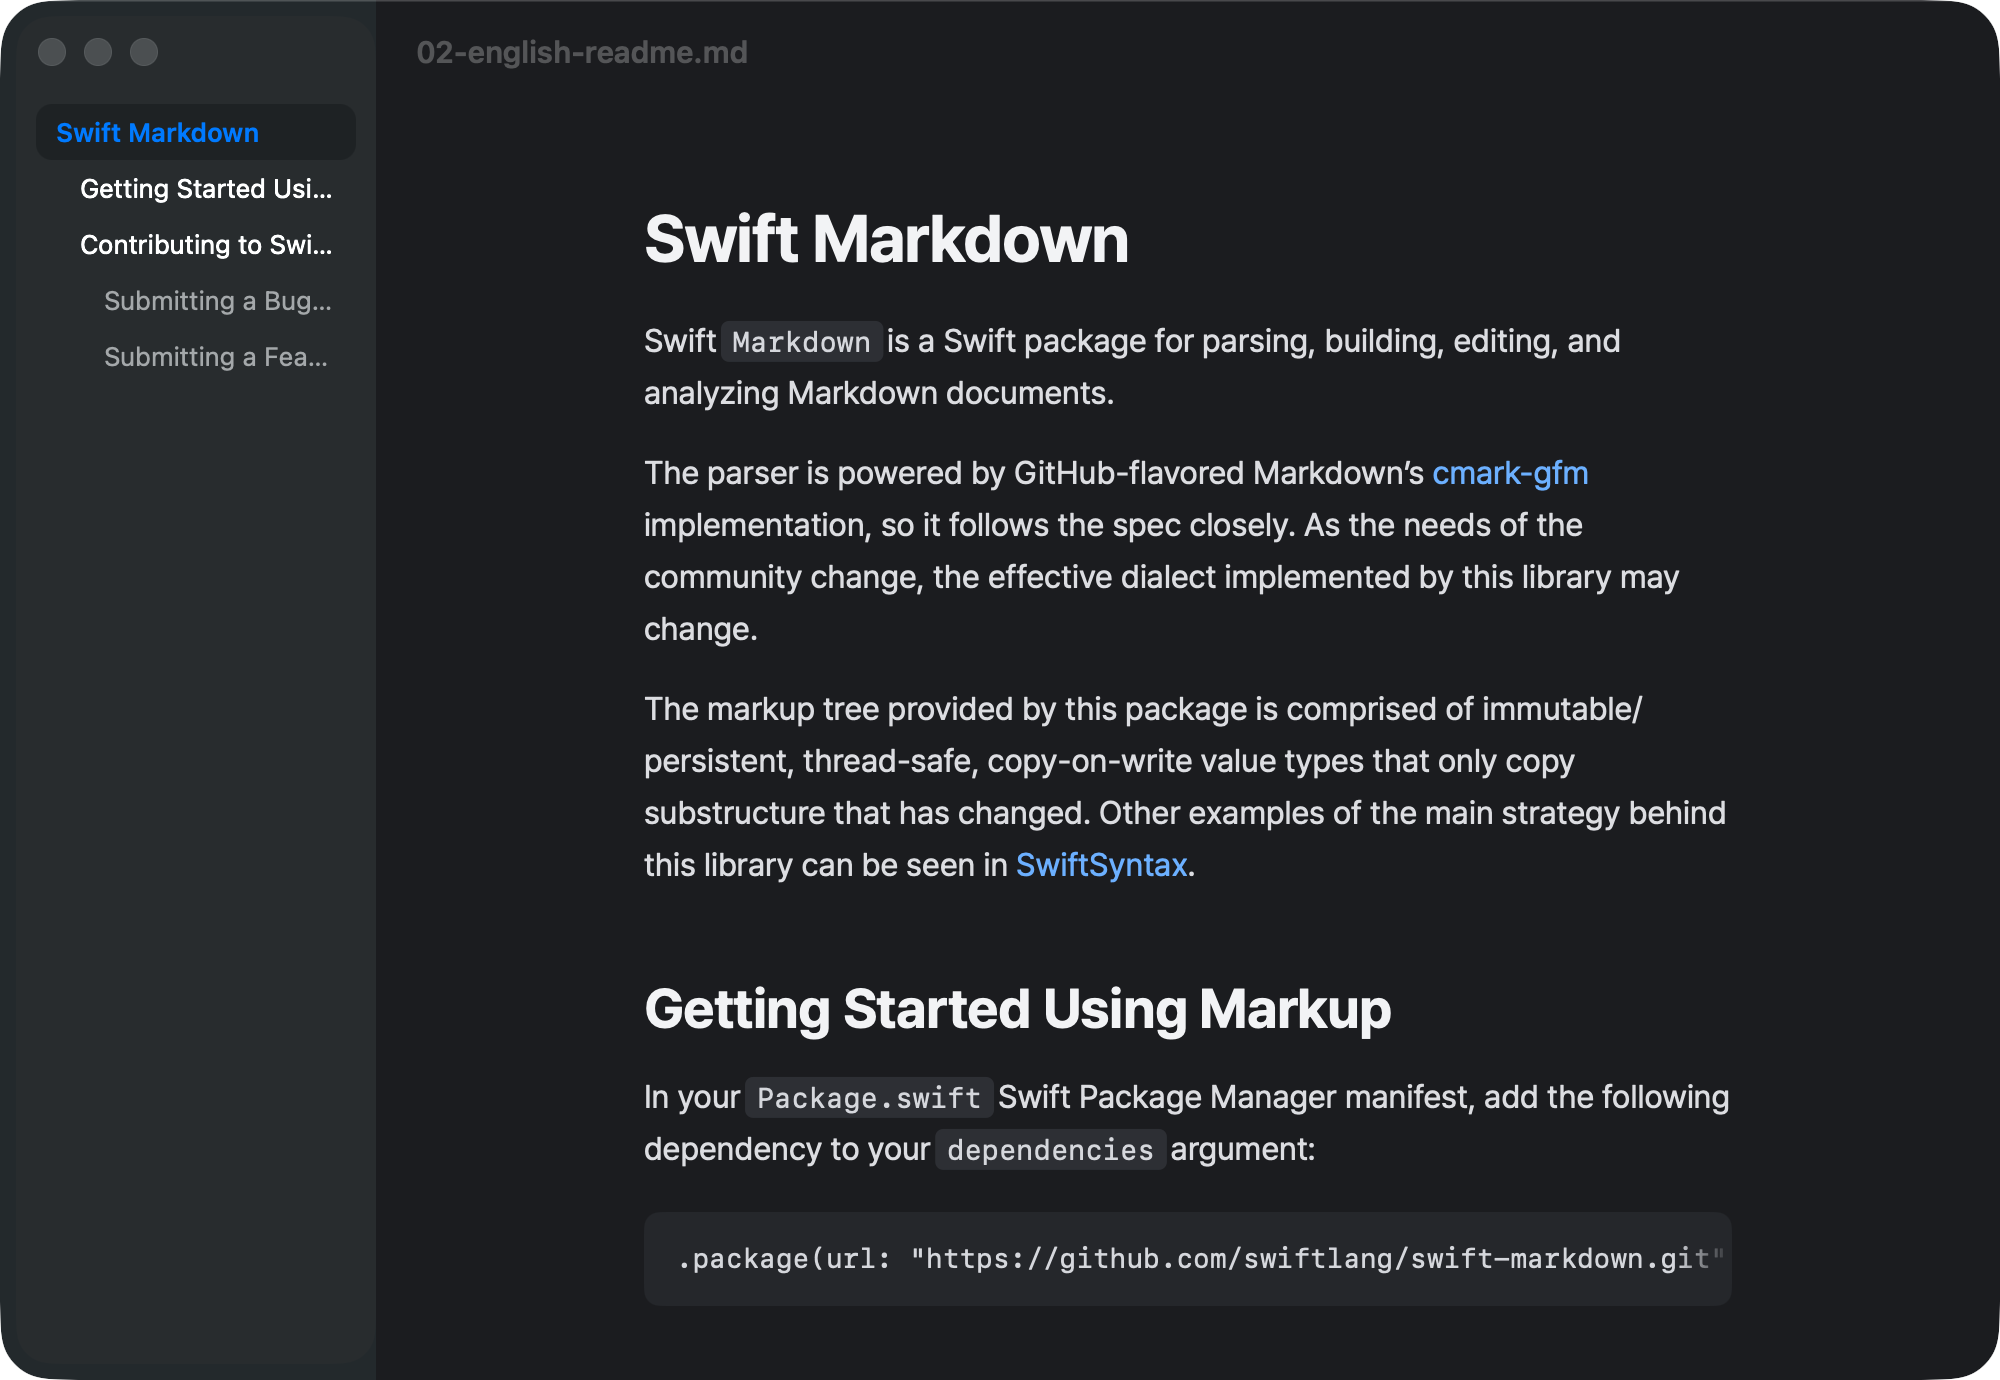 02-english-readme.md
Swift Markdown
Getting Started Usi...
Contributing to Swi...
Submitting a Bug...
Submitting a Fea...
Swift Markdown
Swift Markdown is a Swift package for parsing, building, editing, and
analyzing Markdown documents.
The parser is powered by GitHub-flavored Markdown’s cmark-gfm
implementation, so it follows the spec closely. As the needs of the
community change, the effective dialect implemented by this library may
change.
The markup tree provided by this package is comprised of immutable/
persistent, thread-safe, copy-on-write value types that only copy
substructure that has changed. Other examples of the main strategy behind
this library can be seen in SwiftSyntax.
Getting Started Using Markup
In your Package.swift Swift Package Manager manifest, add the following
dependency to your dependencies argument:
.package(url: "https://github.com/swiftlang/swift-markdown.git"